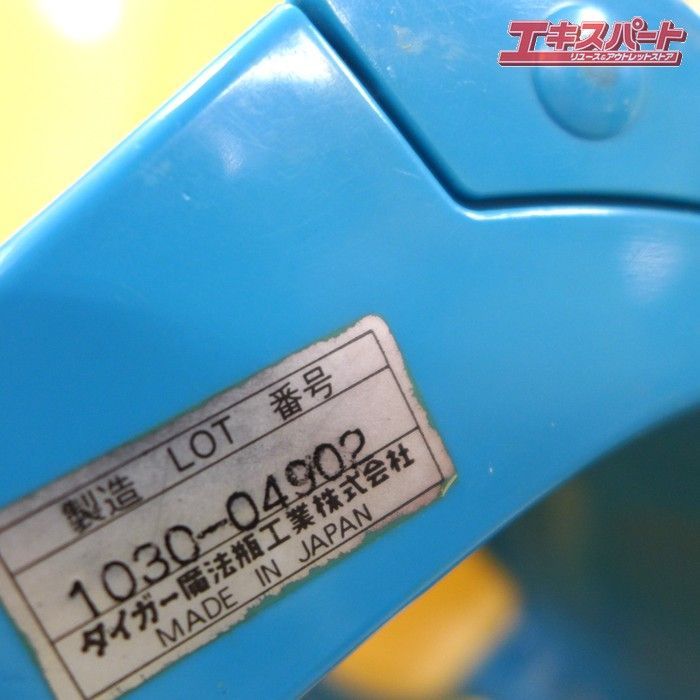 エキスパート
リユース&アウトレットストア
製造 LOT 番号
1030-04902
タイガー魔法瓶工業株式会社
MADE IN JAPAN